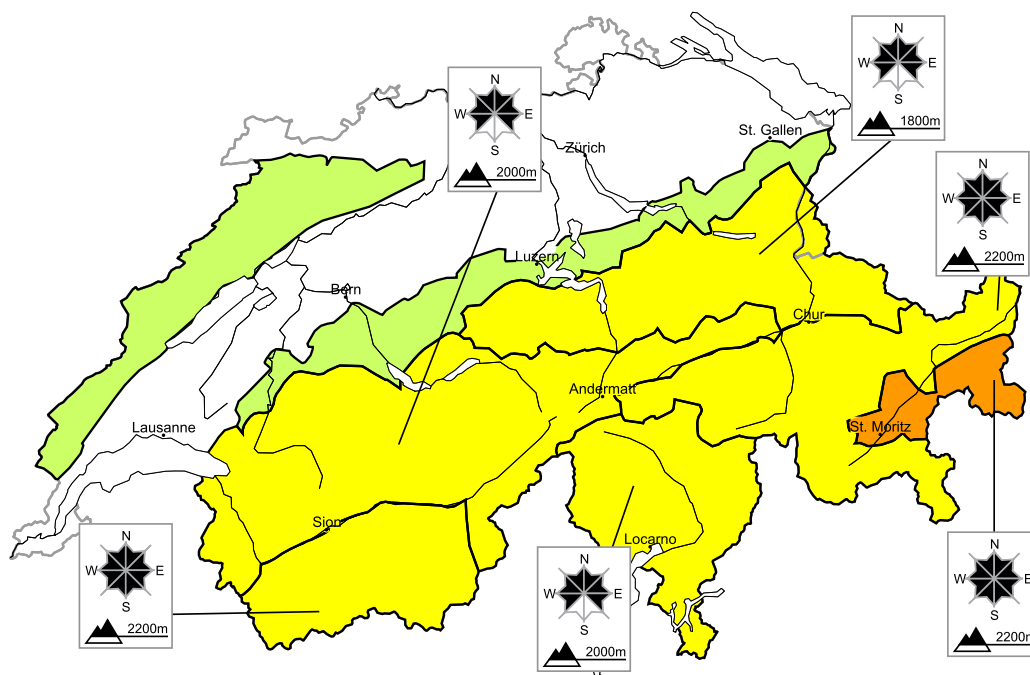 N
W E
S
1800m
N
W E
S
2000m
St. Gallen
Zürich
N
W E
S
2200m
Luzern
Bern
Chur
Andermatt
Lausanne
St. Moritz
Sion
Locarno
N
W E
S
2200m
N
W E
S
2000m
N
W E
S
2200m